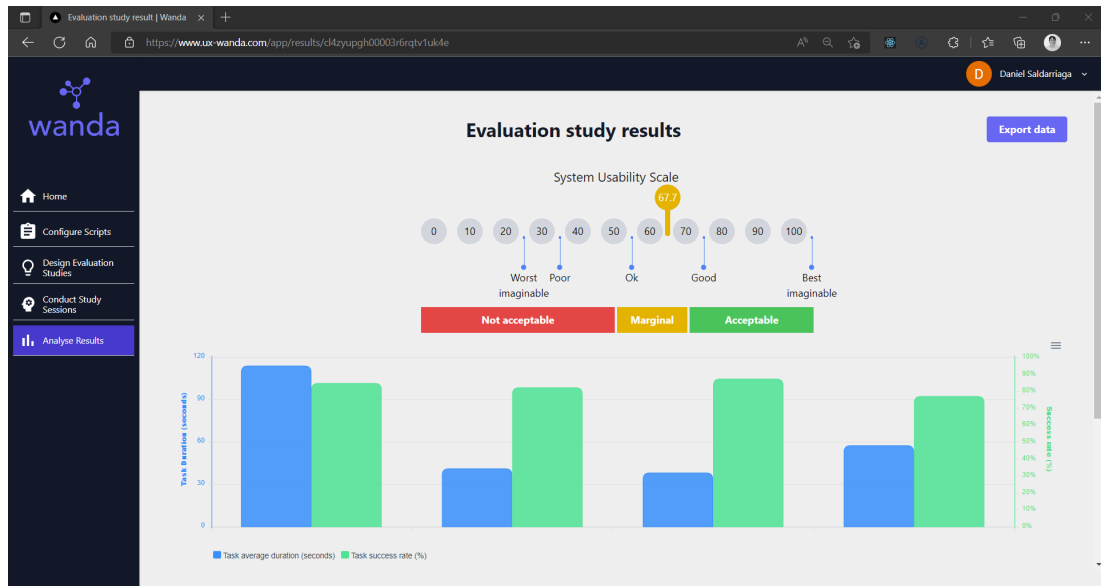 Evaluation study result | Wanda
https://www.ux-wanda.com/app/results/cl4zyupgh00003r6rqtv1uk4e
D Daniel Saldarriaga
wanda
Home
Configure Scripts
Design Evaluation
Studies
Conduct Study
Sessions
Analyse Results
Evaluation study results
Export data
System Usability Scale
67.7
0 10 20 30 40 50 60 70 80 90 100
Worst Poor Ok Good Best
imaginable imaginable
Not acceptable Marginal Acceptable
120
90
60
30
0
Task Duration (seconds)
100%
90%
80%
70%
60%
50%
40%
30%
20%
10%
0%
Success rate (%)
Task average duration (seconds) Task success rate (%)